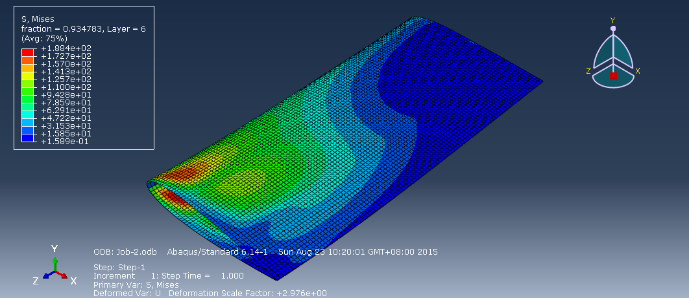 S, Mises
fraction = 0.934783, Layer = 6
(Avg: 75%)
+1.884e+02
+1.727e+02
+1.570e+02
+1.413e+02
+1.257e+02
+1.100e+02
+9.428e+01
+7.859e+01
+6.291e+01
+4.722e+01
+3.153e+01
+1.585e+01
+1.589e-01
Y
Z
X
ODB: Job-2.odb Abaqus/Standard 6.14-1 Sun Aug 23 10:20:01 GMT+08:00 2015
Y
Z
X
Step: Step-1
Increment 1: Step Time = 1.000
Primary Var: S, Mises
Deformed Var: U Deformation Scale Factor: +2.976e+00